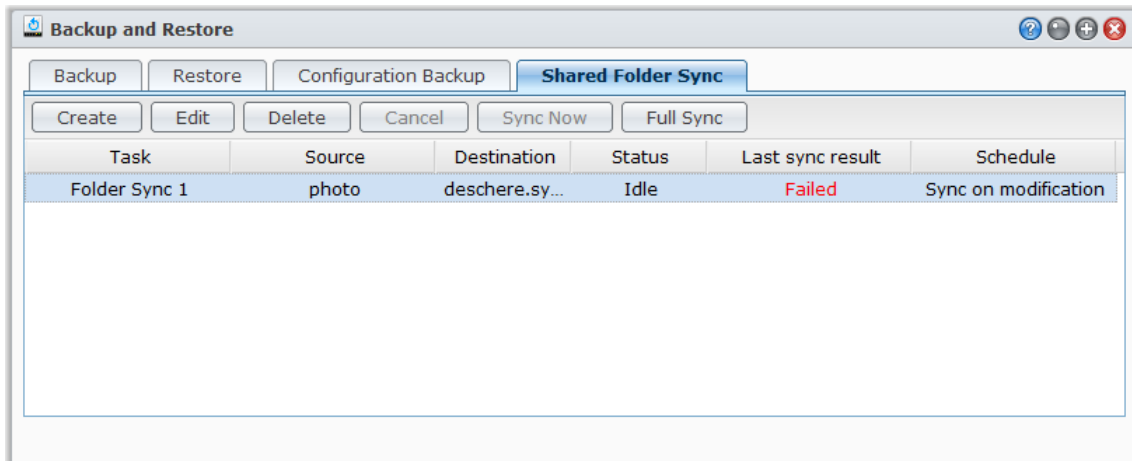 Backup and Restore
Backup Restore Configuration Backup Shared Folder Sync
Create Edit Delete Cancel Sync Now Full Sync
Task Source Destination Status Last sync result Schedule
Folder Sync 1 photo deschere.sy... Idle Failed Sync on modification